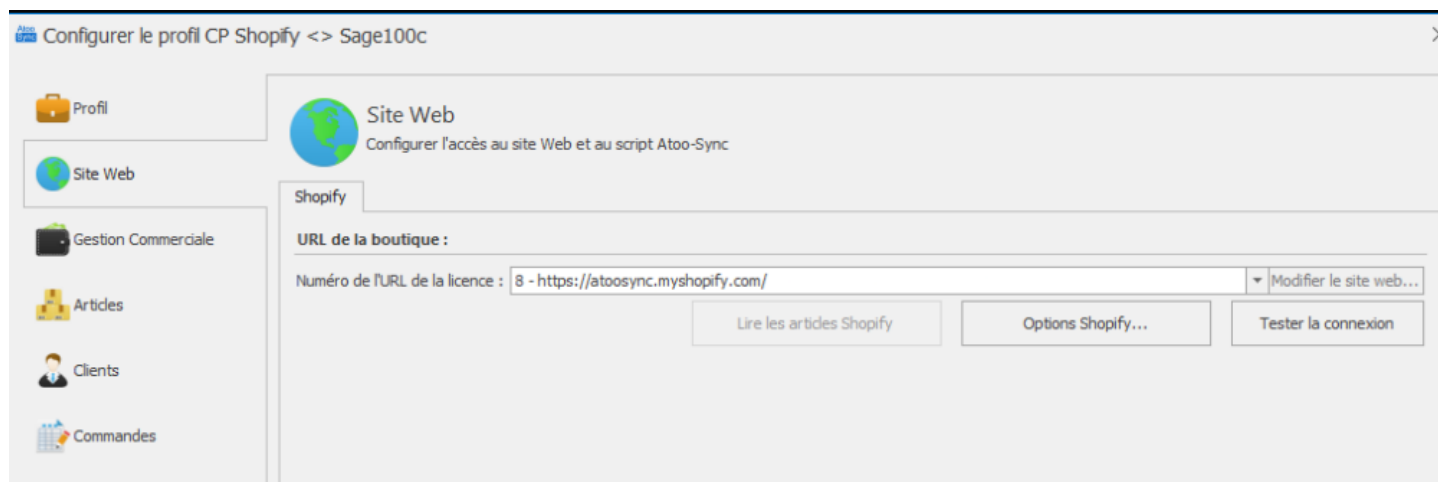 Atoo Sync
Configurer le profil CP Shopify <> Sage100c
Profil
Site Web
Gestion Commerciale
Articles
Clients
Commandes
Site Web
Configurer l'accès au site Web et au script Atoo-Sync
Shopify
URL de la boutique :
Numéro de l'URL de la licence : 8 - https://atoosync.myshopify.com/ Modifier le site web...
Lire les articles Shopify Options Shopify... Tester la connexion